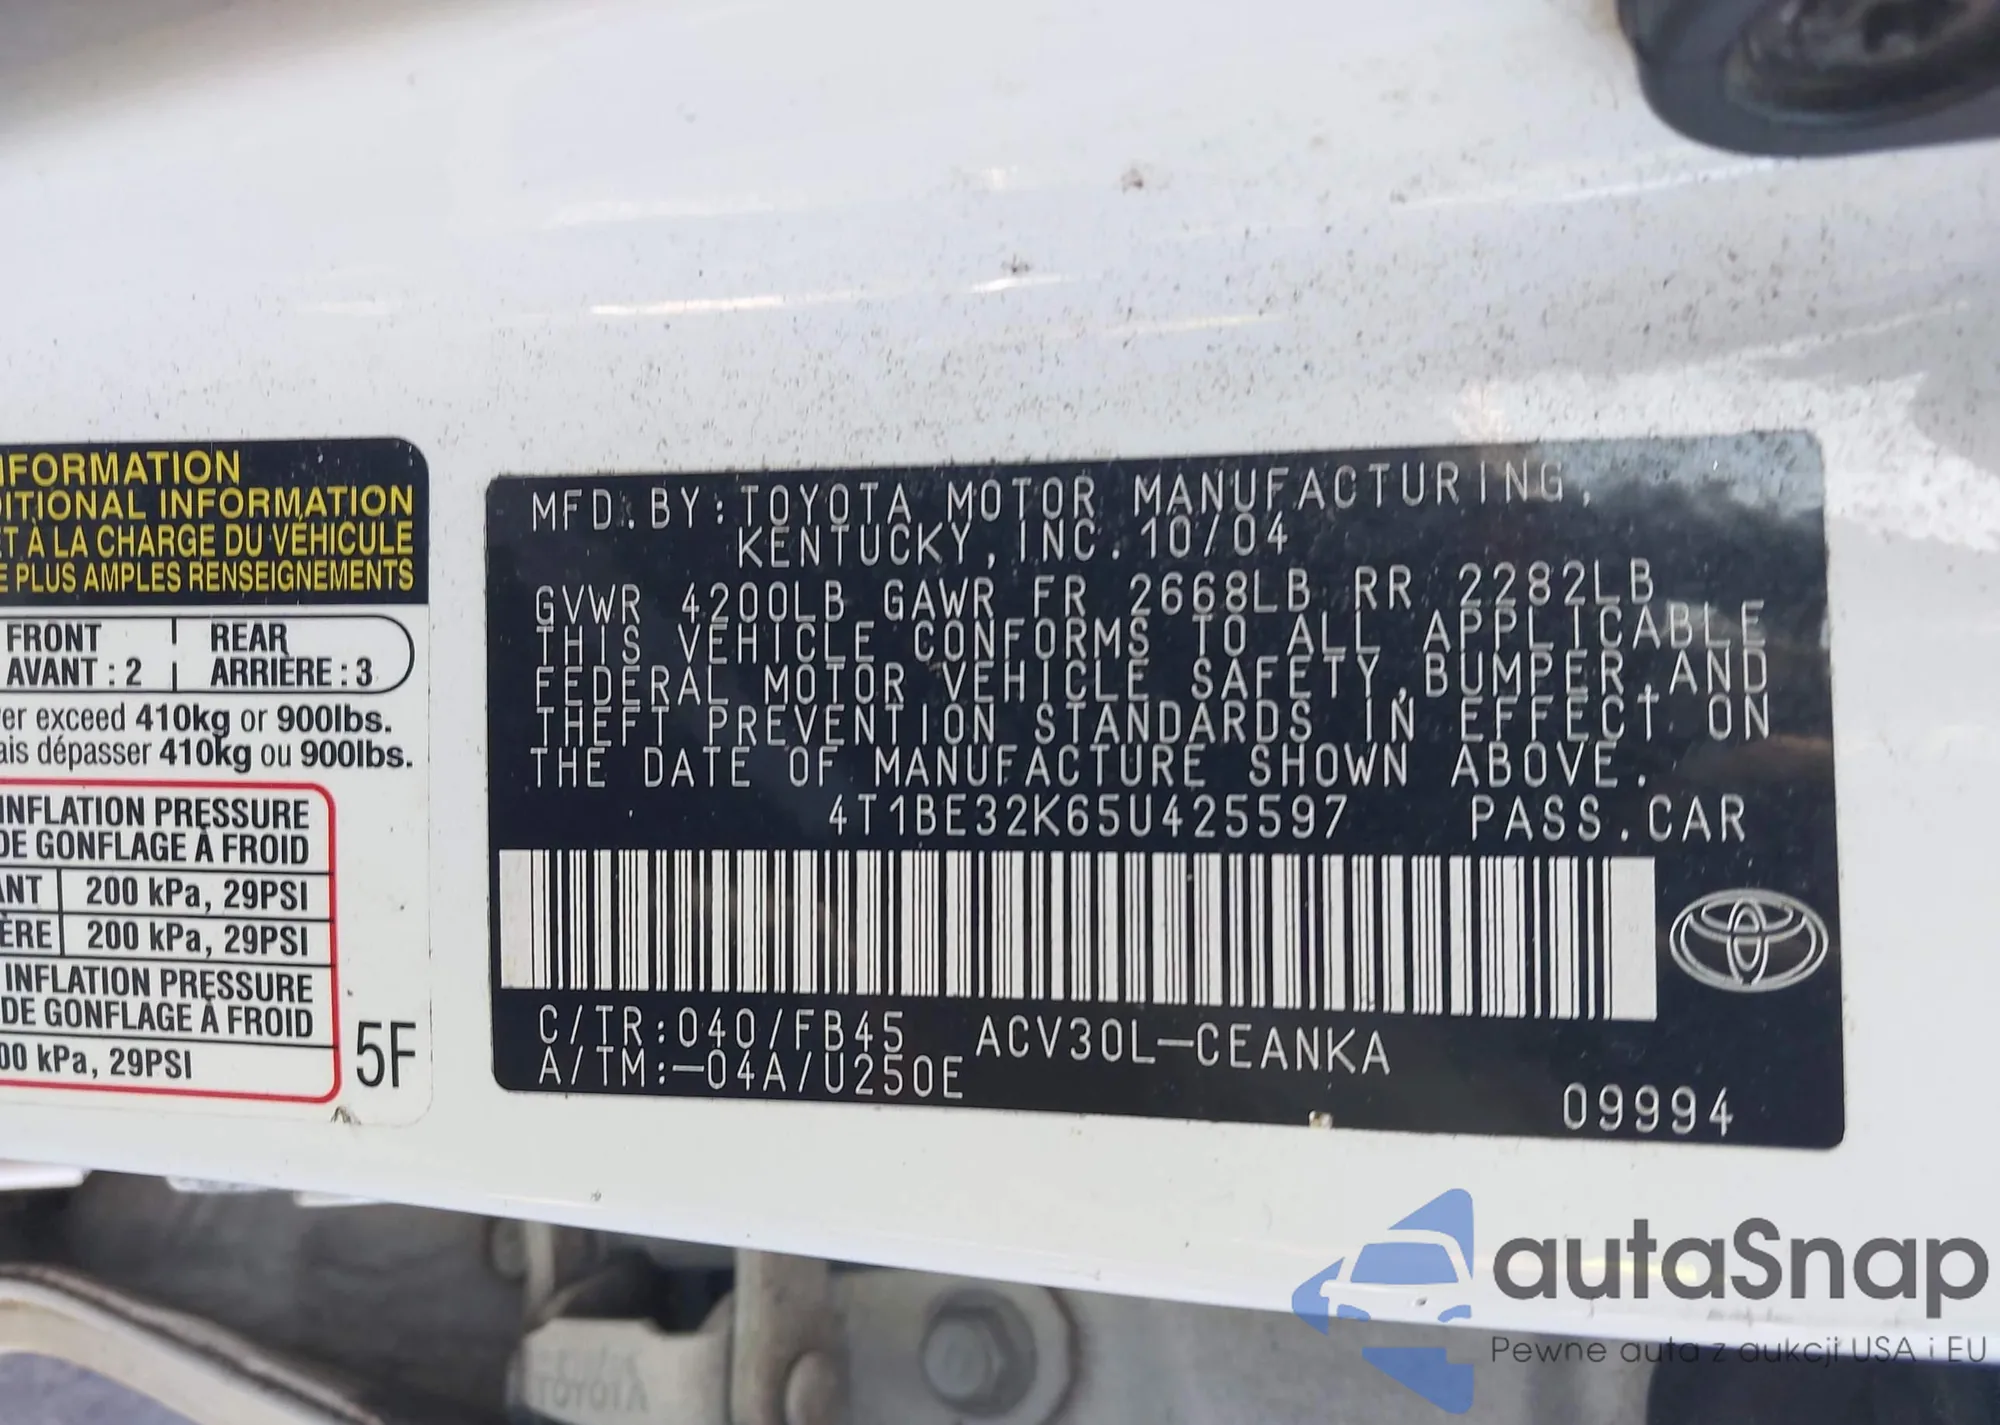 NFORMATION
DITIONAL INFORMATION
ET À LA CHARGE DU VÉHICULE
E PLUS AMPLES RENSEIGNEMENTS
FRONT
AVANT : 2
REAR
ARRIÈRE : 3
er exceed 410kg or 900lbs.
ais dépasser 410kg ou 900lbs.
INFLATION PRESSURE
DE GONFLAGE À FROID
ANT 200 kPa, 29PSI
ÈRE 200 kPa, 29PSI
INFLATION PRESSURE
DE GONFLAGE À FROID
00 kPa, 29PSI
5F
MFD. BY: TOYOTA MOTOR MANUFACTURING,
KENTUCKY, INC. 10/04
GVWR 4200LB GAWR FR 2668LB RR 2282LB
THIS VEHICLE CONFORMS TO ALL APPLICABLE
FEDERAL MOTOR VEHICLE SAFETY, BUMPER, AND
THEFT PREVENTION STANDARDS IN EFFECT ON
THE DATE OF MANUFACTURE SHOWN ABOVE.
4T1BE32K65U425597 PASS. CAR
C/TR: 040/FB45 ACV30L-CEANKA
A/TM:-04A/U250E
09994
TOYOTA
autaSnap
Pewne auta z aukcji USA i EU